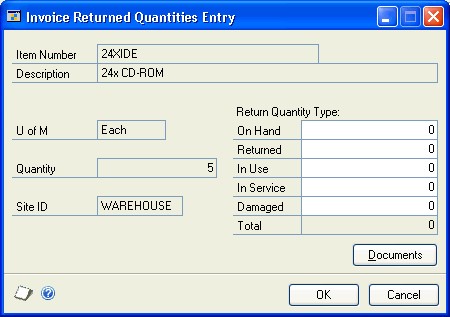 Invoice Returned Quantities Entry
Item Number 24XIDE
Description 24x CD-ROM
U of M Each
Quantity 5
Site ID WAREHOUSE
Return Quantity Type:
On Hand 0
Returned 0
In Use 0
In Service 0
Damaged 0
Total 0
Documents
OK Cancel